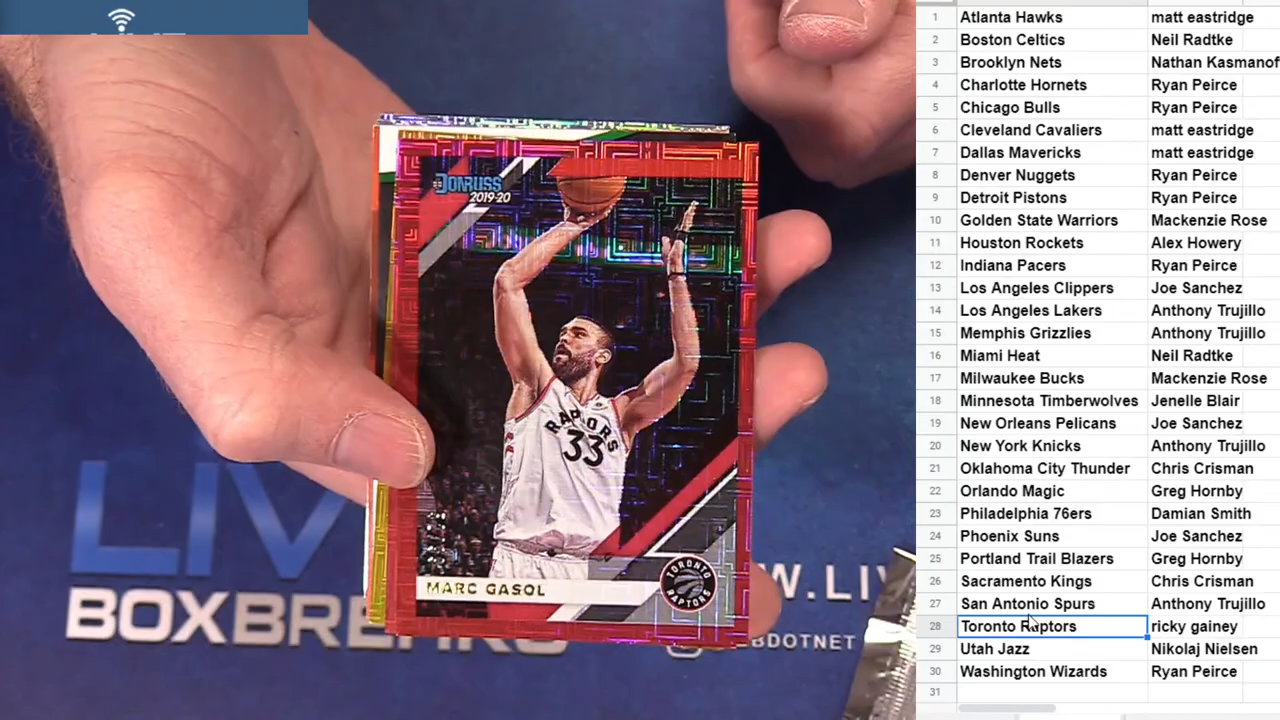 DONRUSS
2019-20
RAPTORS
33
MARC GASOL
TORONTO
RAPTORS
LIV
BOXBRE
W.LIV
EBDOTNET
1 Atlanta Hawks matt eastridge
2 Boston Celtics Neil Radtke
3 Brooklyn Nets Nathan Kasmanof
4 Charlotte Hornets Ryan Peirce
5 Chicago Bulls Ryan Peirce
6 Cleveland Cavaliers matt eastridge
7 Dallas Mavericks matt eastridge
8 Denver Nuggets Ryan Peirce
9 Detroit Pistons Ryan Peirce
10 Golden State Warriors Mackenzie Rose
11 Houston Rockets Alex Howery
12 Indiana Pacers Ryan Peirce
13 Los Angeles Clippers Joe Sanchez
14 Los Angeles Lakers Anthony Trujillo
15 Memphis Grizzlies Anthony Trujillo
16 Miami Heat Neil Radtke
17 Milwaukee Bucks Mackenzie Rose
18 Minnesota Timberwolves Jenelle Blair
19 New Orleans Pelicans Joe Sanchez
20 New York Knicks Anthony Trujillo
21 Oklahoma City Thunder Chris Crisman
22 Orlando Magic Greg Hornby
23 Philadelphia 76ers Damian Smith
24 Phoenix Suns Joe Sanchez
25 Portland Trail Blazers Greg Hornby
26 Sacramento Kings Chris Crisman
27 San Antonio Spurs Anthony Trujillo
28 Toronto Raptors ricky gainey
29 Utah Jazz Nikolaj Nielsen
30 Washington Wizards Ryan Peirce
31